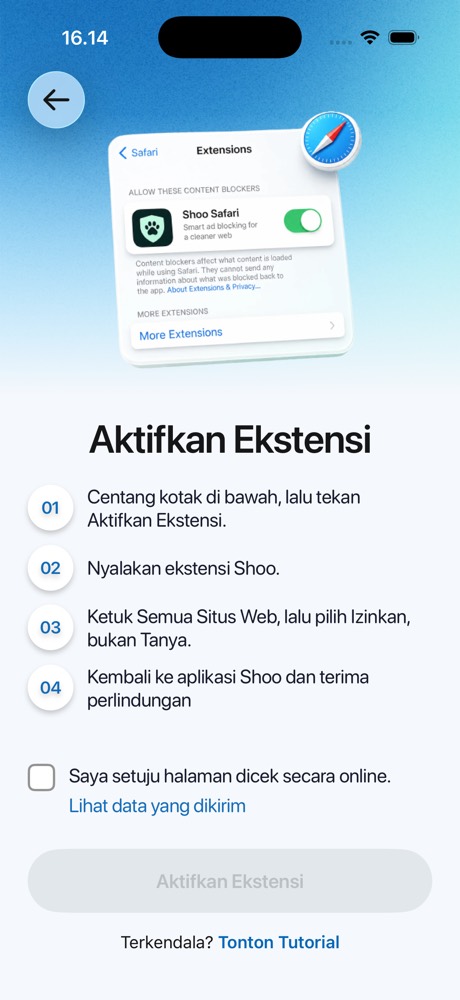 16.14
Safari
Extensions
ALLOW THESE CONTENT BLOCKERS
Shoo Safari
Smart ad blocking for
a cleaner web
Content blockers affect what content is loaded
while using Safari. They cannot send any
information about what was blocked back to
the app. About Extensions & Privacy...
MORE EXTENSIONS
More Extensions
Aktifkan Ekstensi
01
Centang kotak di bawah, lalu tekan
Aktifkan Ekstensi.
02
Nyalakan ekstensi Shoo.
03
Ketuk Semua Situs Web, lalu pilih Izinkan,
bukan Tanya.
04
Kembali ke aplikasi Shoo dan terima
perlindungan
Saya setuju halaman dicek secara online.
Lihat data yang dikirim
Aktifkan Ekstensi
Terkendala? Tonton Tutorial